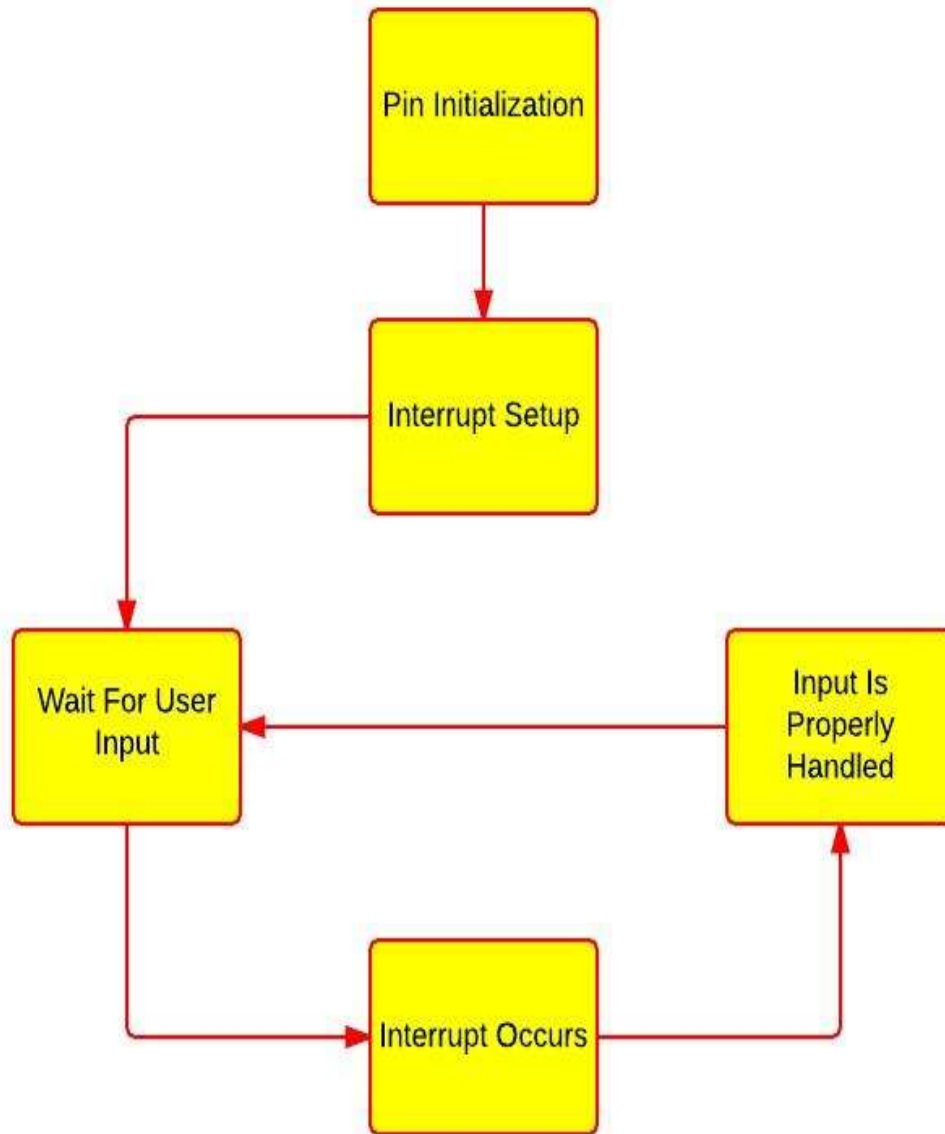 Pin Initialization
Interrupt Setup
Wait For User
Input
Input Is
Properly
Handled
Interrupt Occurs